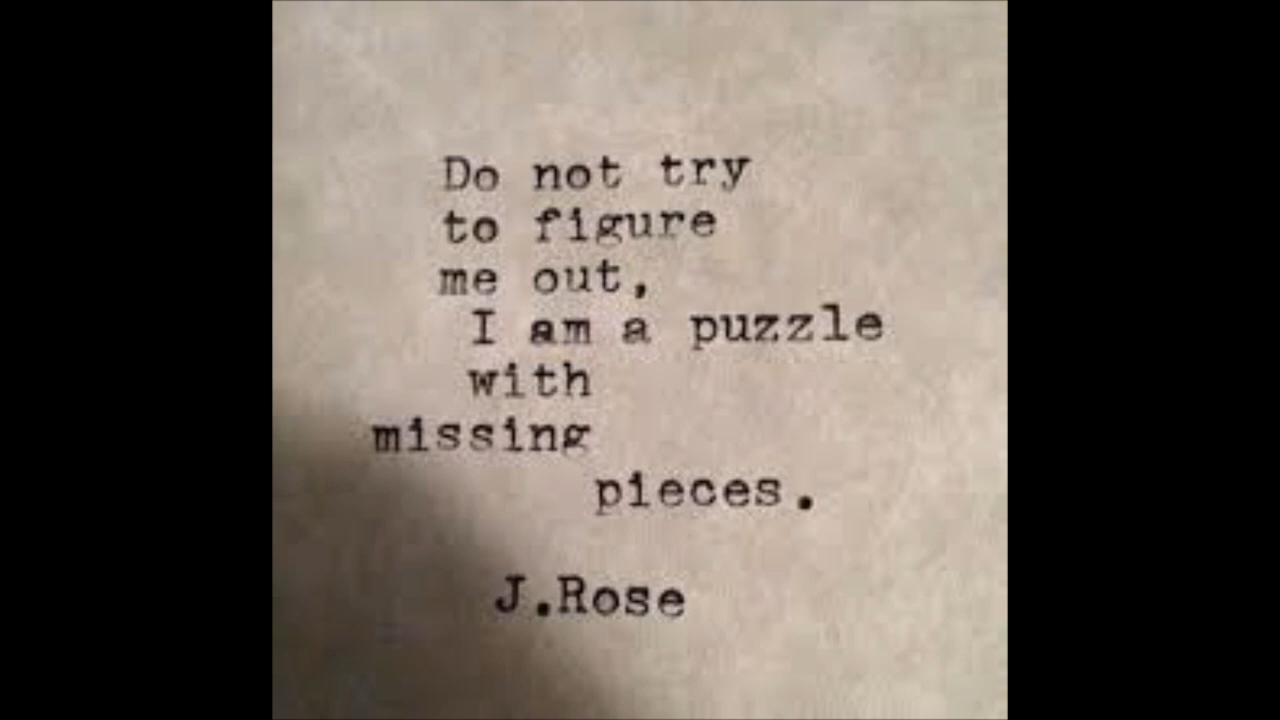 Do not try
to figure
me out,
I am a puzzle
with
missing
pieces.
J.Rose